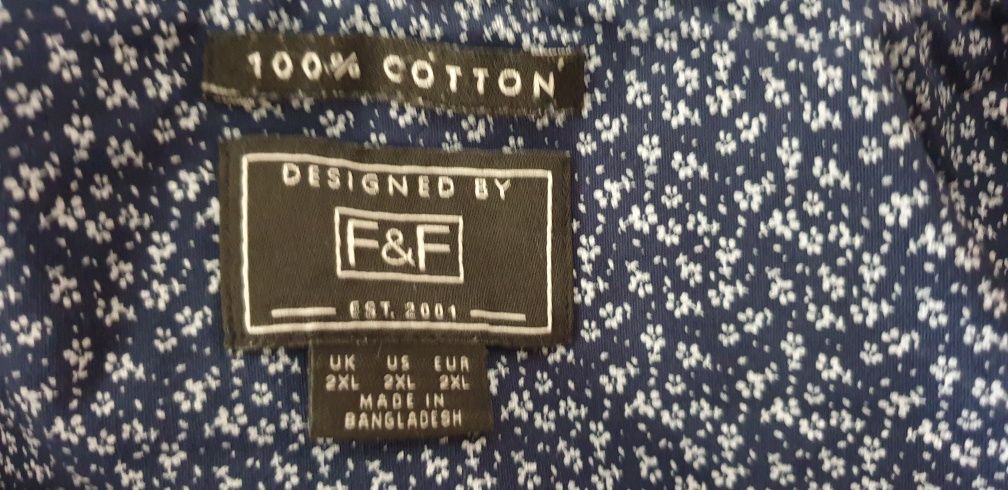 100% COTTON
DESIGNED BY
F&F
EST. 2001
UK US EUR
2XL 2XL 2XL
MADE IN
BANGLADESH